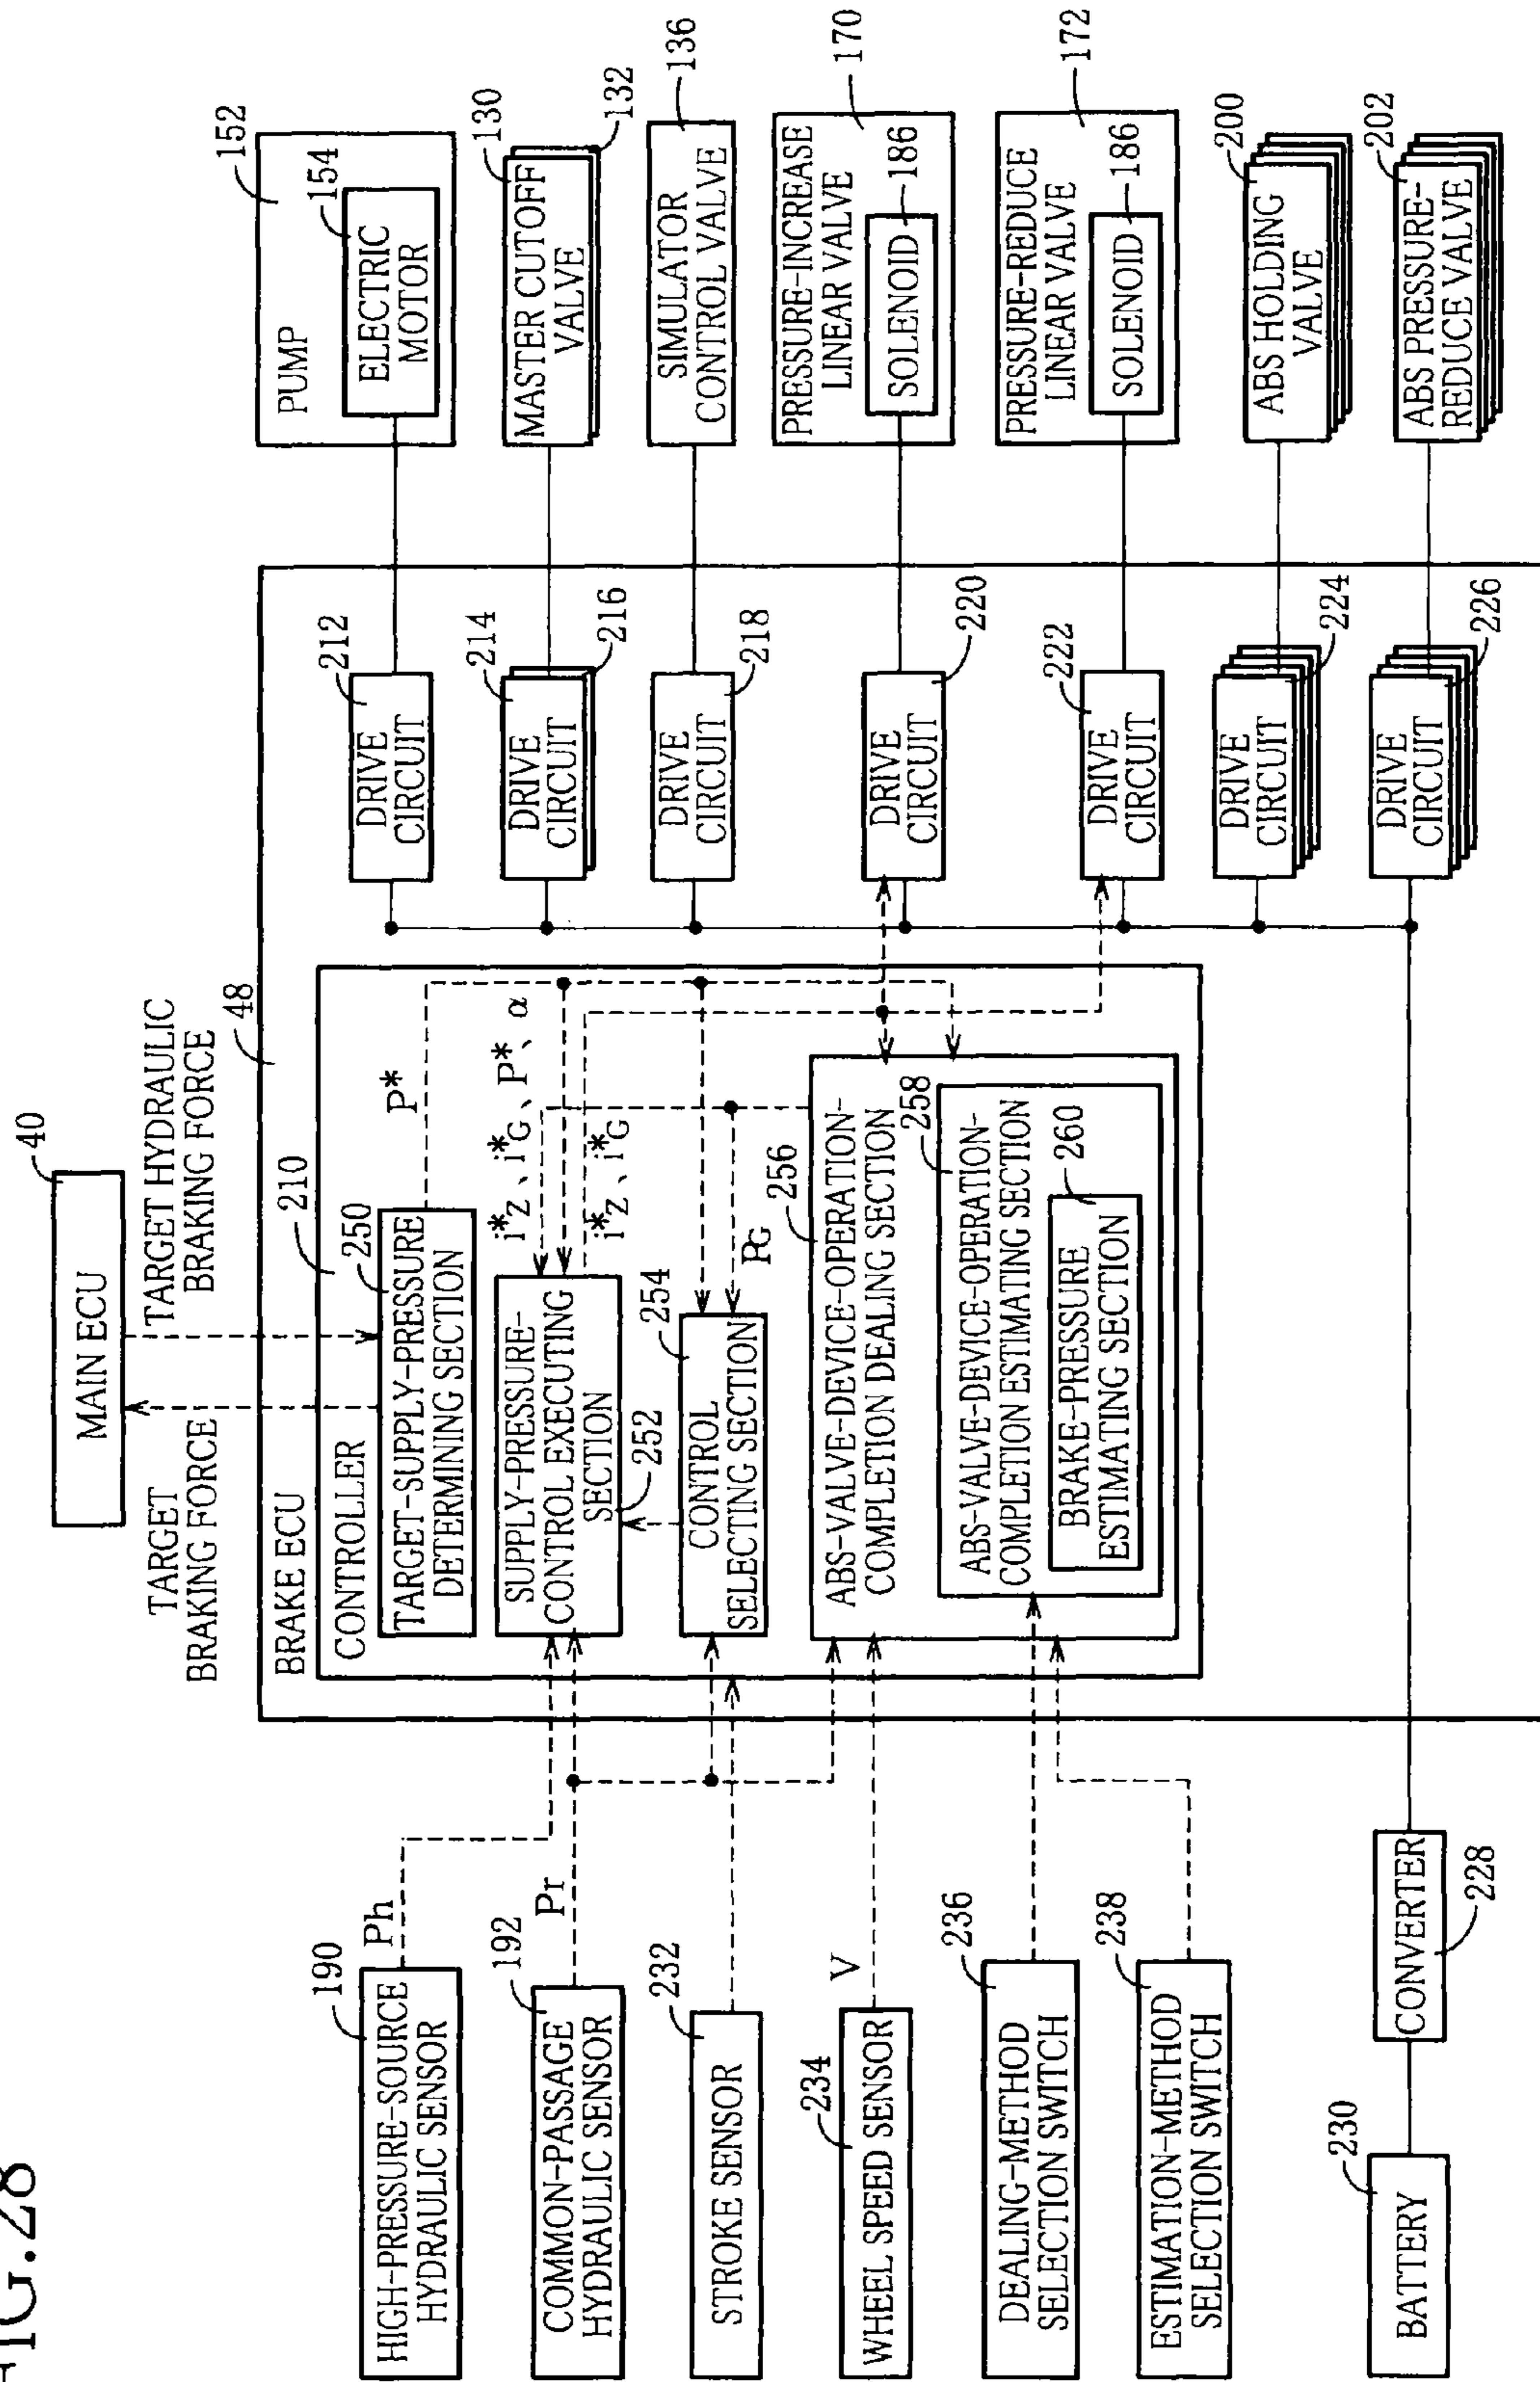 FIG.28
40
MAIN ECU
TARGET
BRAKING FORCE
TARGET HYDRAULIC
BRAKING FORCE
48
BRAKE ECU
210
CONTROLLER
250
TARGET-SUPPLY-PRESSURE
DETERMINING SECTION
P*
SUPPLY-PRESSURE-
CONTROL EXECUTING
SECTION
252
i*Z、i*G、P*、α
i*Z、i*G
254
CONTROL
SELECTING SECTION
PG
256
ABS-VALVE-DEVICE-OPERATION-
COMPLETION DEALING SECTION
258
ABS-VALVE-DEVICE-OPERATION-
COMPLETION ESTIMATING SECTION
260
BRAKE-PRESSURE
ESTIMATING SECTION
190
HIGH-PRESSURE-SOURCE
HYDRAULIC SENSOR
Ph
192
COMMON-PASSAGE
HYDRAULIC SENSOR
Pr
232
STROKE SENSOR
234
WHEEL SPEED SENSOR
V
236
DEALING-METHOD
SELECTION SWITCH
238
ESTIMATION-METHOD
SELECTION SWITCH
230
BATTERY
CONVERTER
228
212
DRIVE
CIRCUIT
214
DRIVE
CIRCUIT
216
DRIVE
CIRCUIT
218
DRIVE
CIRCUIT
220
222
DRIVE
CIRCUIT
DRIVE
CIRCUIT
224
DRIVE
CIRCUIT
226
152
PUMP
154
ELECTRIC
MOTOR
130
MASTER CUTOFF
VALVE
132
SIMULATOR
CONTROL VALVE
136
PRESSURE-INCREASE
LINEAR VALVE
170
SOLENOID
186
PRESSURE-REDUCE
LINEAR VALVE
172
SOLENOID
186
200
ABS HOLDING
VALVE
202
ABS PRESSURE-
REDUCE VALVE